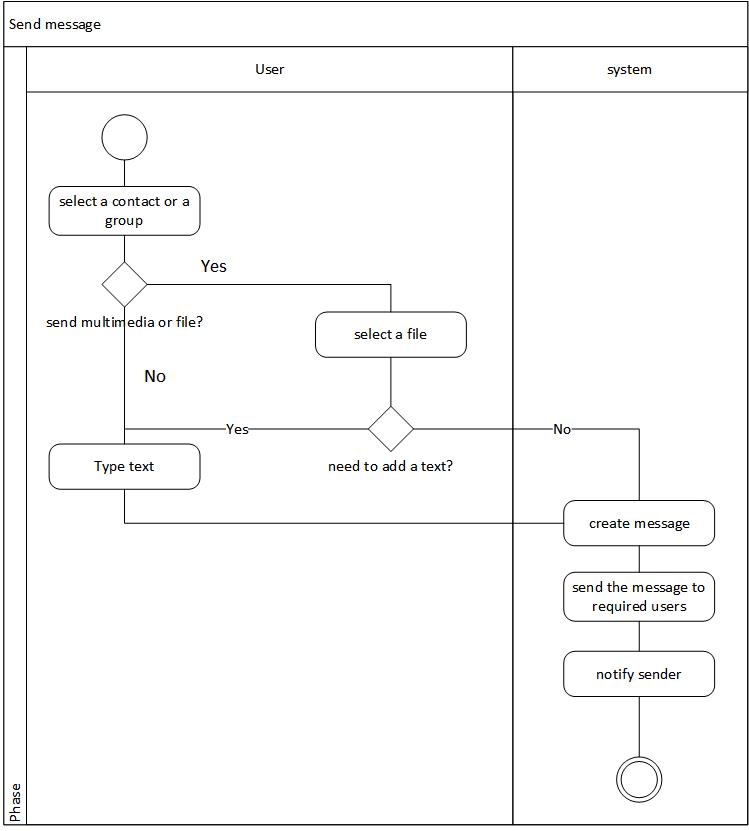 Send message
User
system
select a contact or a
group
Yes
send multimedia or file?
select a file
No
Yes
No
Type text
need to add a text?
create message
send the message to
required users
notify sender
Phase